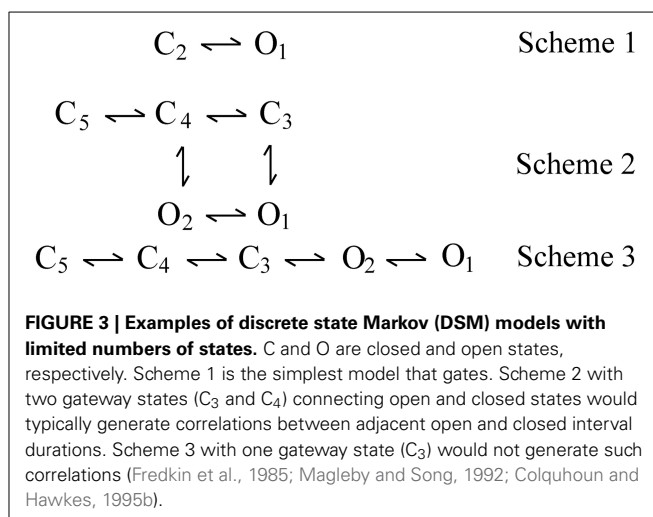 C₂ ⇌ O₁ Scheme 1
C₅ ⇌ C₄ ⇌ C₃
⥮ ⥮ Scheme 2
O₂ ⇌ O₁
C₅ ⇌ C₄ ⇌ C₃ ⇌ O₂ ⇌ O₁ Scheme 3
FIGURE 3 | Examples of discrete state Markov (DSM) models with
limited numbers of states. C and O are closed and open states,
respectively. Scheme 1 is the simplest model that gates. Scheme 2 with
two gateway states (C₃ and C₄) connecting open and closed states would
typically generate correlations between adjacent open and closed interval
durations. Scheme 3 with one gateway state (C₃) would not generate such
correlations (Fredkin et al., 1985; Magleby and Song, 1992; Colquhoun and
Hawkes, 1995b).